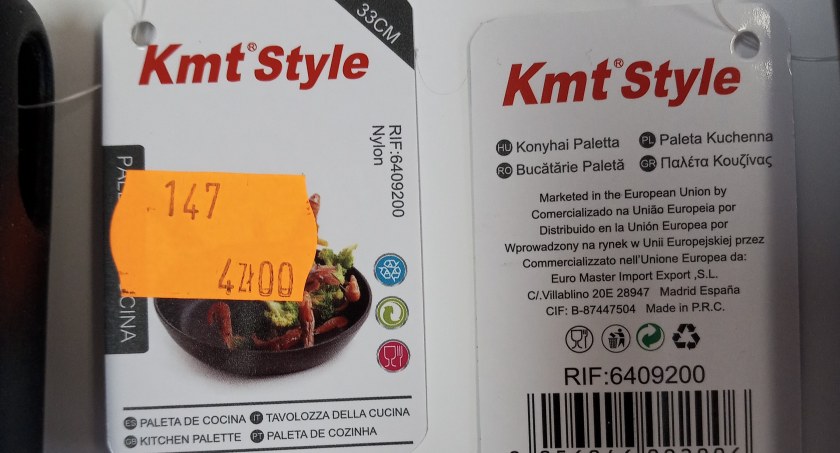 33CM
Kmt® Style
RIF:6409200
Nylon
147
ES PALETA DE COCINA IT TAVOLOZZA DELLA CUCINA
GB KITCHEN PALETTE PT PALETA DE COZINHA
Kmt® Style
HU Konyhai Paletta PL Paleta Kuchenna
RO Bucătărie Paletă GR Παλέτα Κουζίνας
Marketed in the European Union by
Comercializado na União Europeia por
Distribuido en la Unión Europea por
Wprowadzony na rynek w Unii Europejskiej przez
Commercializzato nell'Unione Europea da:
Euro Master Import Export ,S.L.
C/.Villablino 20E 28947 Madrid España
CIF: B-87447504 Made in P.R.C.
RIF:6409200